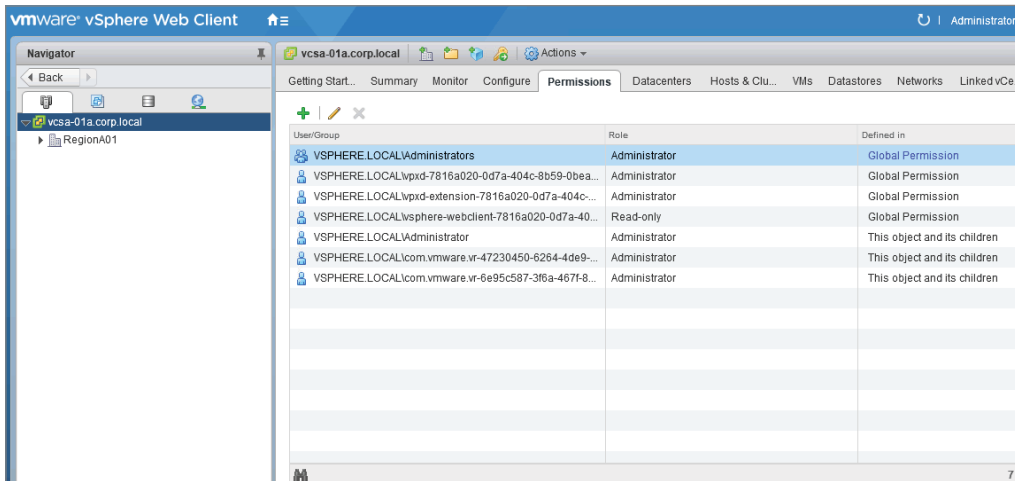 vmware® vSphere Web Client
Administrator
Navigator
Back
vcsa-01a.corp.local
RegionA01
vcsa-01a.corp.local Actions
Getting Start... Summary Monitor Configure Permissions Datacenters Hosts & Clu... VMs Datastores Networks Linked vCe
User/Group Role Defined in
VSPHERE.LOCAL\Administrators Administrator Global Permission
VSPHERE.LOCAL\vpxd-7816a020-0d7a-404c-8b59-0bea... Administrator Global Permission
VSPHERE.LOCAL\vpxd-extension-7816a020-0d7a-404c-... Administrator Global Permission
VSPHERE.LOCAL\vsphere-webclient-7816a020-0d7a-40... Read-only Global Permission
VSPHERE.LOCAL\Administrator Administrator This object and its children
VSPHERE.LOCAL\com.vmware.vr-47230450-6264-4de9-... Administrator This object and its children
VSPHERE.LOCAL\com.vmware.vr-6e95c587-3f6a-467f-8... Administrator This object and its children
7